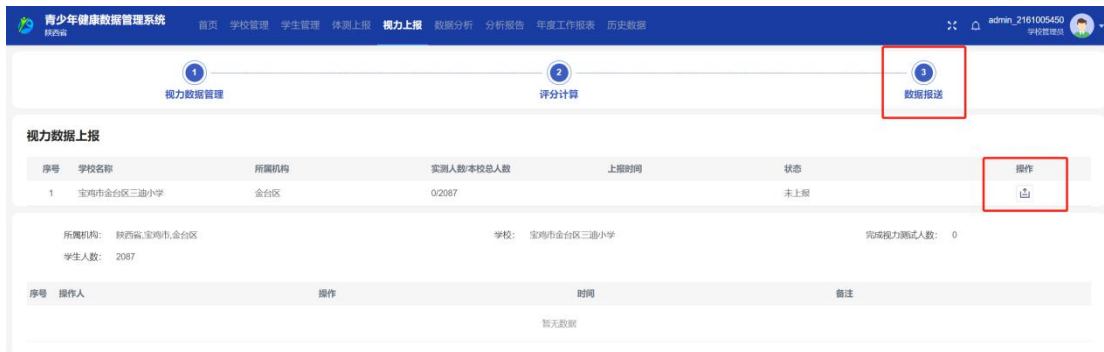 青少年健康数据管理系统
陕西省
首页 学校管理 学生管理 体测上报 视力上报 数据分析 分析报告 年度工作报表 历史数据
admin_2161005450
学校管理员
1 2 3
视力数据管理 评分计算 数据报送
视力数据上报
序号 学校名称 所属机构 实测人数/本校总人数 上报时间 状态 操作
1 宝鸡市金台区三迪小学 金台区 0/2087 未上报
所属机构: 陕西省,宝鸡市,金台区 学校: 宝鸡市金台区三迪小学 完成视力测试人数: 0
学生人数: 2087
序号 操作人 操作 时间 备注
暂无数据